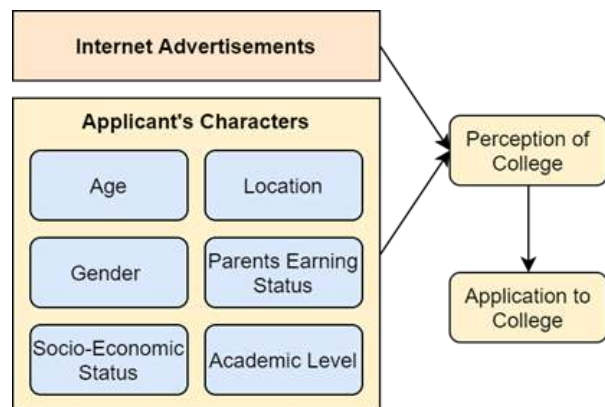 Internet Advertisements
Applicant's Characters
Age
Location
Gender
Parents Earning
Status
Socio-Economic
Status
Academic Level
Perception of
College
Application to
College